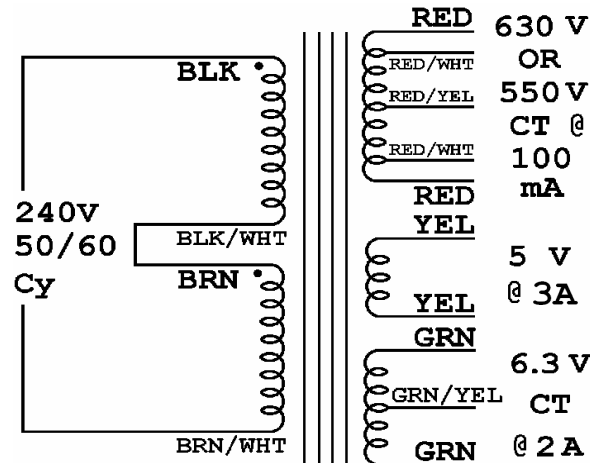 BLK
240V
50/60
Cy
BLK/WHT
BRN
BRN/WHT
RED
RED/WHT
RED/YEL
RED/WHT
RED
630 V
OR
550 V
CT @
100
mA
YEL
YEL
5 V
@ 3A
GRN
GRN/YEL
GRN
6.3 V
CT
@ 2 A